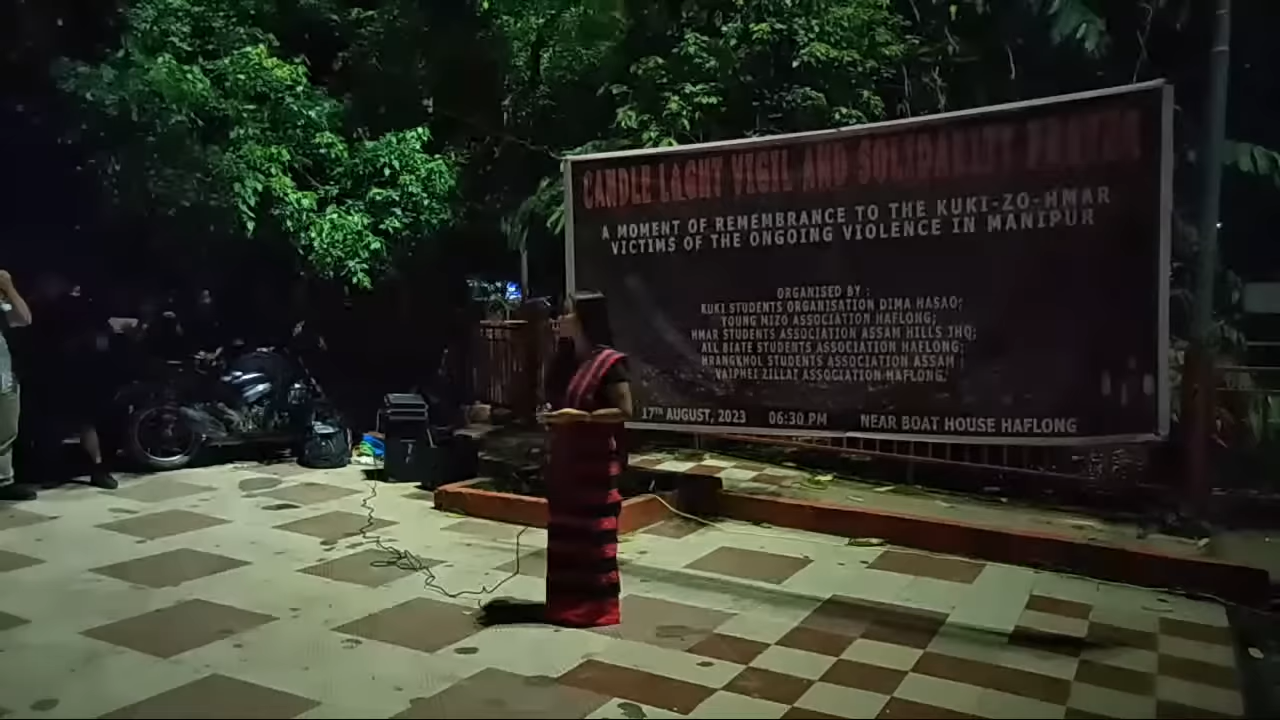 CANDLE LIGHT VIGIL AND SOLIDARITY
A MOMENT OF REMEMBRANCE TO THE KUKI-ZO-HMAR
VICTIMS OF THE ONGOING VIOLENCE IN MANIPUR
ORGANISED BY :
KUKI STUDENTS ORGANISATION DIMA HASAO;
YOUNG MIZO ASSOCIATION HAFLONG;
HMAR STUDENTS ASSOCIATION ASSAM HILLS JHQ;
ALL BIATE STUDENTS ASSOCIATION HAFLONG;
HRANGKHOL STUDENTS ASSOCIATION ASSAM
VAIPHEI ZILLAI ASSOCIATION HAFLONG.
17TH AUGUST, 2023 06:30 PM NEAR BOAT HOUSE HAFLONG